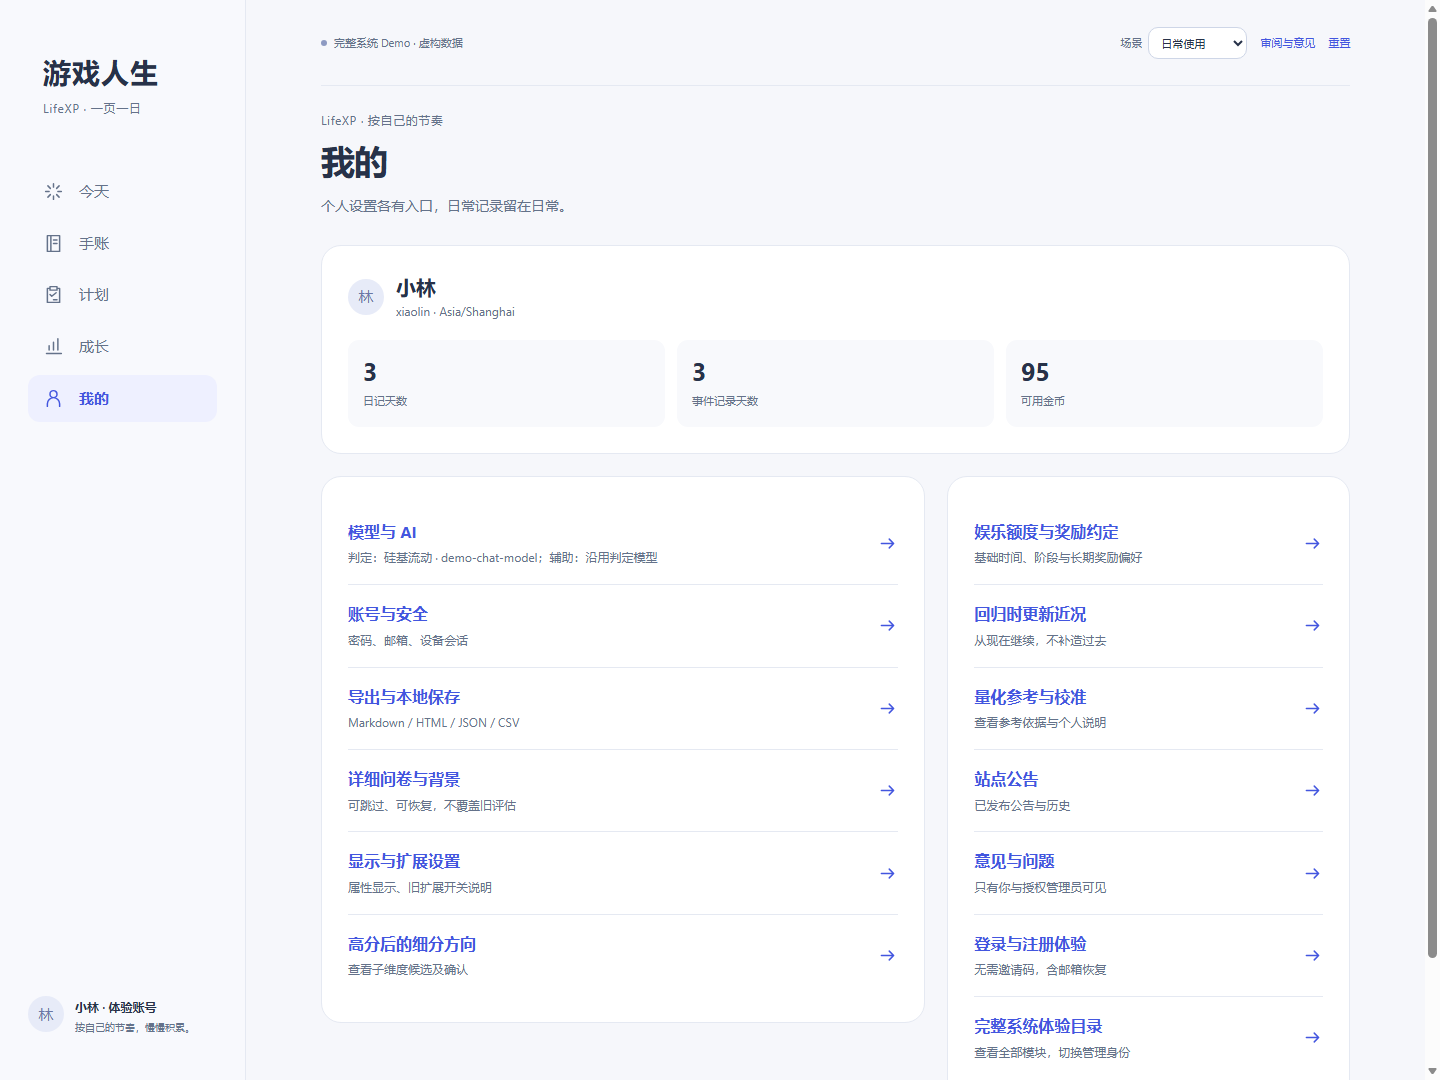 游戏人生
LifeXP · 一页一日
今天
手账
计划
成长
我的
小林 · 体验账号
按自己的节奏，慢慢积累。
完整系统 Demo · 虚构数据
场景
日常使用
审阅与意见
重置
LifeXP · 按自己的节奏
我的
个人设置各有入口，日常记录留在日常。
林
小林
xiaolin · Asia/Shanghai
3
日记天数
3
事件记录天数
95
可用金币
模型与 AI
判定：硅基流动 · demo-chat-model；辅助：沿用判定模型
账号与安全
密码、邮箱、设备会话
导出与本地保存
Markdown / HTML / JSON / CSV
详细问卷与背景
可跳过、可恢复，不覆盖旧评估
显示与扩展设置
属性显示、旧扩展开关说明
高分后的细分方向
查看子维度候选及确认
娱乐额度与奖励约定
基础时间、阶段与长期奖励偏好
回归时更新近况
从现在继续，不补造过去
量化参考与校准
查看参考依据与个人说明
站点公告
已发布公告与历史
意见与问题
只有你与授权管理员可见
登录与注册体验
无需邀请码，含邮箱恢复
完整系统体验目录
查看全部模块，切换管理身份
林